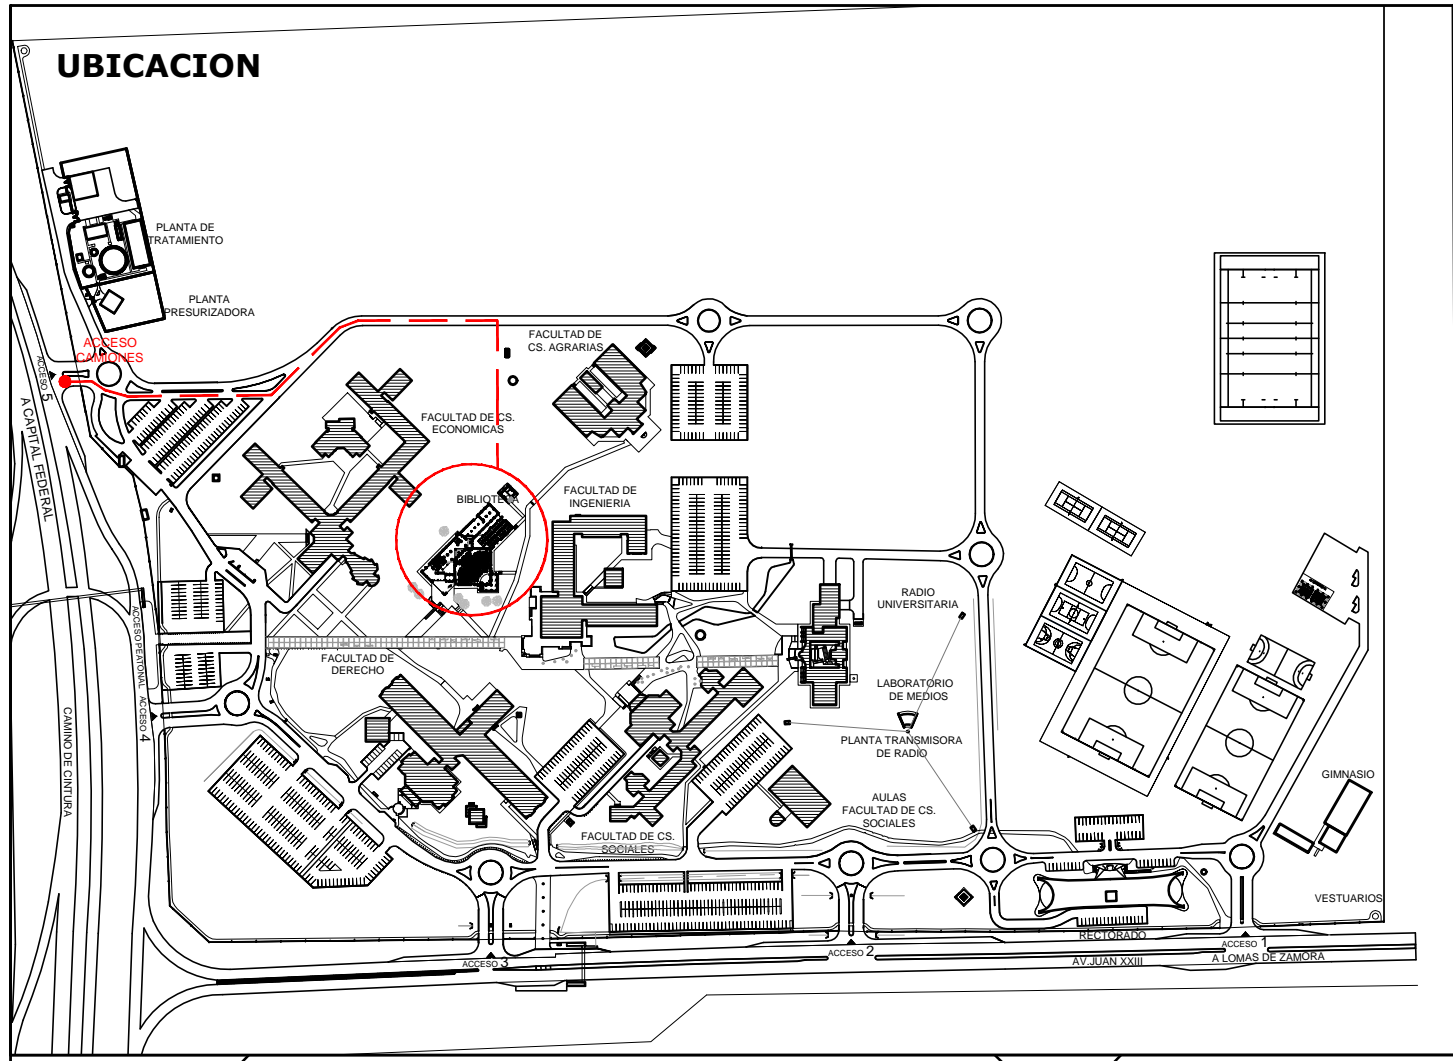 UBICACION
PLANTA DE
TRATAMIENTO
PLANTA
PRESURIZADORA
ACCESO
CAMIONES
ACCESO 5
A CAPITAL FEDERAL
FACULTAD DE
CS. AGRARIAS
FACULTAD DE CS.
ECONOMICAS
BIBLIOTECA
FACULTAD DE
INGENIERIA
RADIO
UNIVERSITARIA
ACCESO PEATONAL
FACULTAD DE
DERECHO
LABORATORIO
DE MEDIOS
ACCESO 4
CAMINO DE CINTURA
PLANTA TRANSMISORA
DE RADIO
GIMNASIO
AULAS
FACULTAD DE CS.
SOCIALES
FACULTAD DE CS.
SOCIALES
VESTUARIOS
RECTORADO
ACCESO 1
ACCESO 2
ACCESO 3
AV.JUAN XXIII
A LOMAS DE ZAMORA